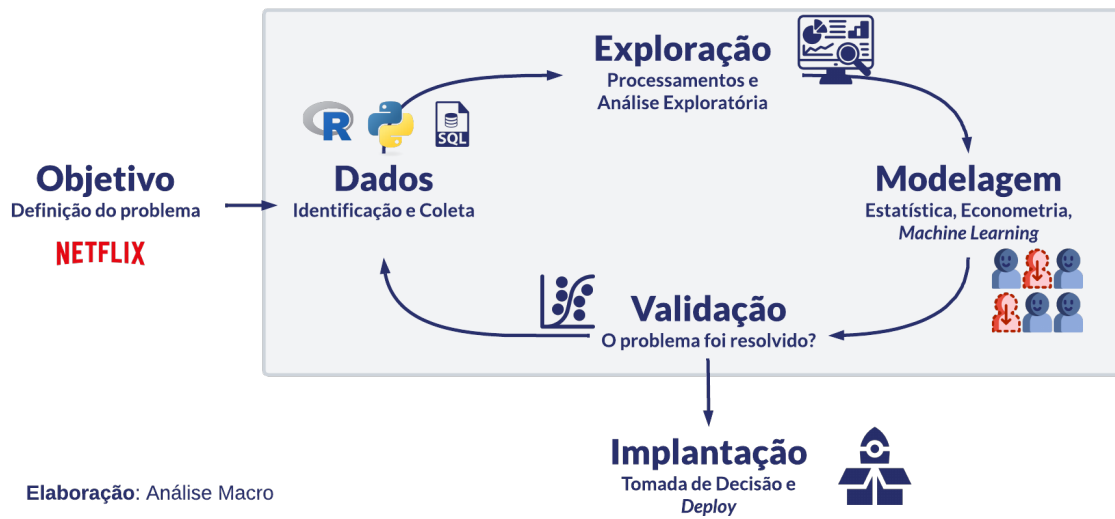 Objetivo
Definição do problema
NETFLIX
R
SQL
Dados
Identificação e Coleta
Exploração
Processamentos e
Análise Exploratória
Modelagem
Estatística, Econometria,
Machine Learning
Validação
O problema foi resolvido?
Implantação
Tomada de Decisão e
Deploy
Elaboração: Análise Macro